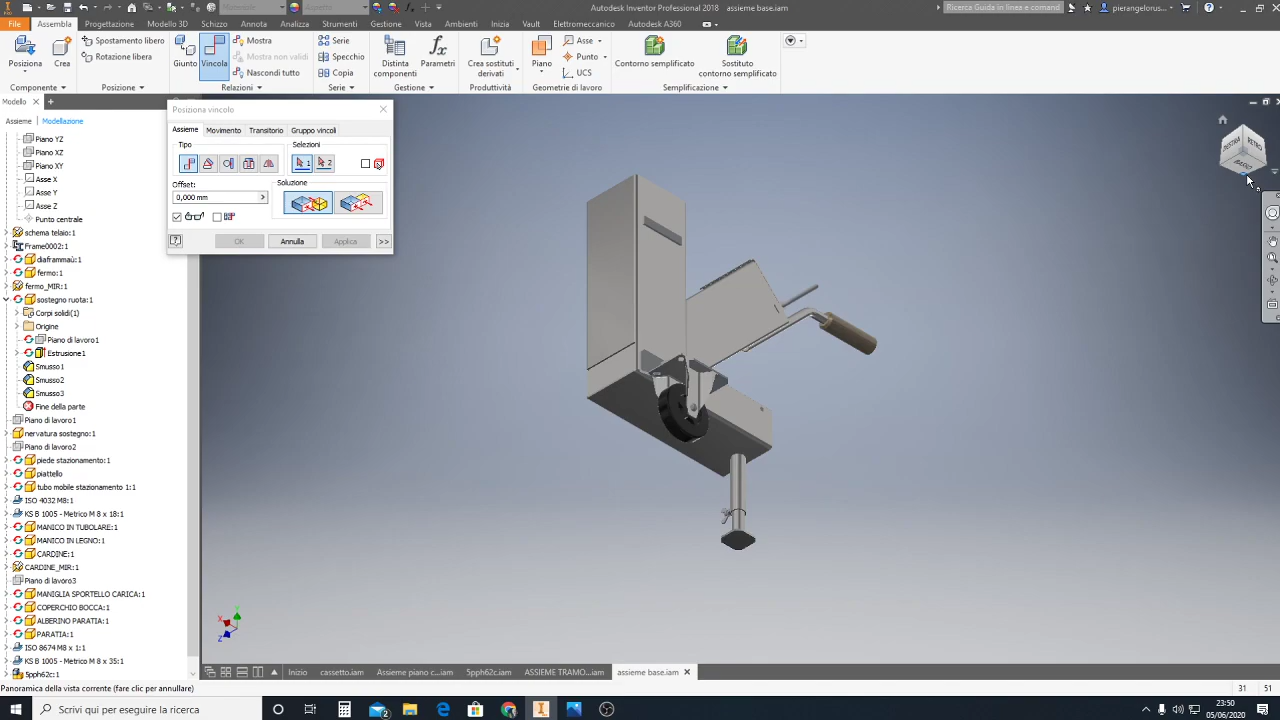 Autodesk Inventor Professional 2018   assieme base.iam
Ricerca Guida in linea e comand
pierangelorus...
File Assembla Progettazione Modello 3D Schizzo Annota Analizza Strumenti Gestione Vista Ambienti Inizia Vault Elettromeccanico Autodesk A360
Posiziona
Crea
Spostamento libero
Rotazione libera
Giunto
Vincola
Mostra
Mostra non validi
Nascondi tutto
Serie
Specchio
Copia
Distinta componenti
Parametri
Crea sostituti derivati
Piano
Asse
Punto
UCS
Contorno semplificato
Sostituto contorno semplificato
Componente Posizione Relazioni Serie Gestione Produttività Geometrie di lavoro Semplificazione
Modello
Assieme Modellazione
Piano YZ
Piano XZ
Piano XY
Asse X
Asse Y
Asse Z
Punto centrale
schema telaio:1
Frame0002:1
diaframmaù:1
fermo:1
fermo_MIR:1
sostegno ruota:1
Corpi solidi(1)
Origine
Piano di lavoro1
Estrusione1
Smusso1
Smusso2
Smusso3
Fine della parte
Piano di lavoro1
nervatura sostegno:1
Piano di lavoro2
piede stazionamento:1
piattello
tubo mobile stazionamento 1:1
ISO 4032 M8:1
KS B 1005 - Metrico M 8 x 18:1
MANICO IN TUBOLARE:1
MANICO IN LEGNO:1
CARDINE:1
CARDINE_MIR:1
Piano di lavoro3
MANIGLIA SPORTELLO CARICA:1
COPERCHIO BOCCA:1
ALBERINO PARATIA:1
PARATIA:1
ISO 8674 M8 x 1:1
KS B 1005 - Metrico M 8 x 35:1
5pph62c:1
Posiziona vincolo
Assieme Movimento Transitorio Gruppo vincoli
Tipo
Selezioni
1
2
Offset:
0,000 mm
Soluzione
OK Annulla Applica >>
RETRO
X
Y
Z
Inizio cassetto.iam Assieme piano c...iam 5pph62c.iam ASSIEME TRAMO...iam assieme base.iam
Panoramica della vista corrente (fare clic per annullare)
31 51
Scrivi qui per eseguire la ricerca
23:50
05/06/2020